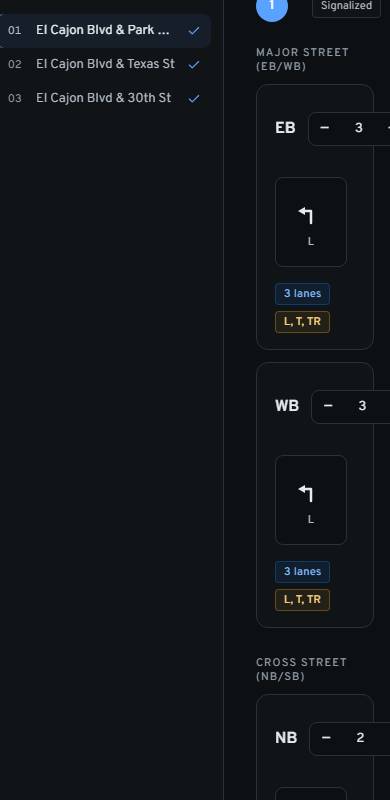 01 El Cajon Blvd & Park ...
02 El Cajon Blvd & Texas St
03 El Cajon Blvd & 30th St
1 Signalized
MAJOR STREET
(EB/WB)
EB − 3
L
3 lanes
L, T, TR
WB − 3
L
3 lanes
L, T, TR
CROSS STREET
(NB/SB)
NB − 2